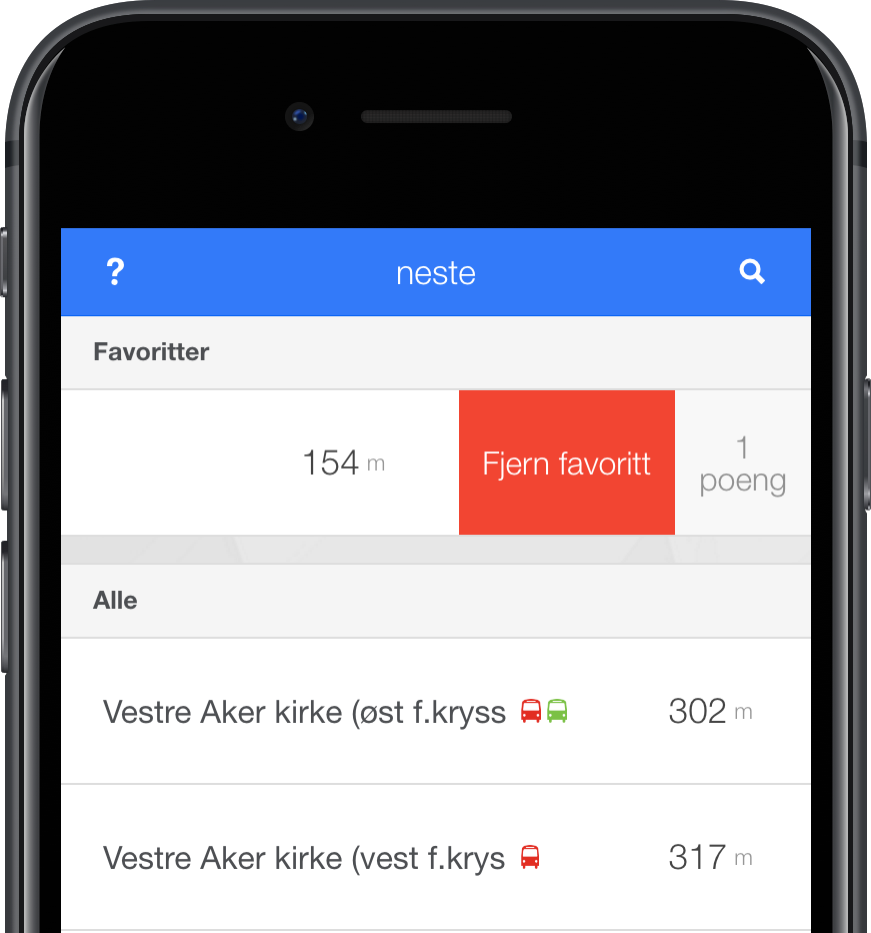 ?
neste
Favoritter
154 m
Fjern favoritt
1
poeng
Alle
Vestre Aker kirke (øst f.kryss
302 m
Vestre Aker kirke (vest f.krys
317 m